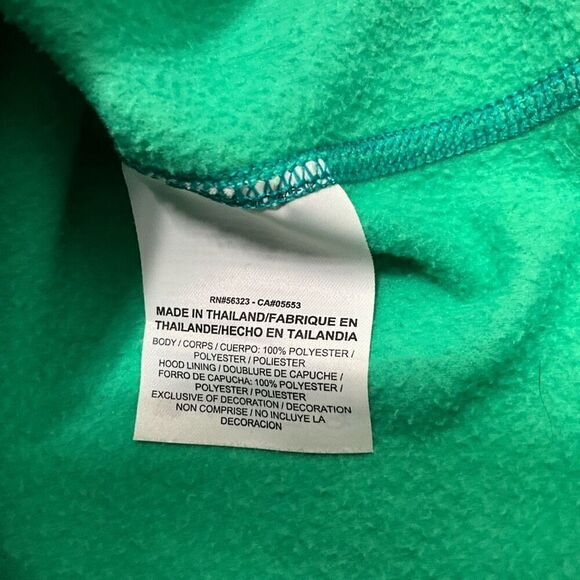 RN#56323 - CA#05553
MADE IN THAILAND/FABRIQUE EN
THAILANDE/HECHO EN TAILANDIA
BODY / CORPS / CUERPO: 100% POLYESTER /
POLYESTER / POLIESTER
HOOD LINING / DOUBLURE DE CAPUCHE /
FORRO DE CAPUCHA: 100% POLYESTER /
POLYESTER / POLIESTER
EXCLUSIVE OF DECORATION / DECORATION
NON COMPRISE / NO INCLUYE LA
DECORACION